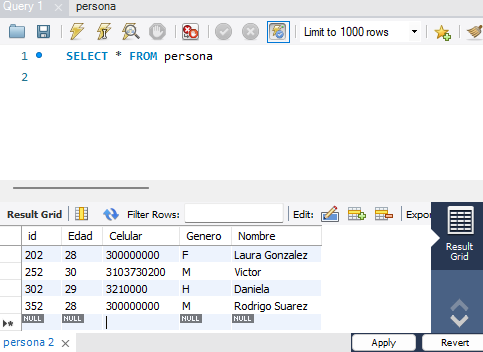 Query 1 persona
Limit to 1000 rows
1 SELECT * FROM persona
2
Result Grid Filter Rows: Edit: Expor
id Edad Celular Genero Nombre
202 28 300000000 F Laura Gonzalez
252 30 3103730200 M Victor
302 29 3210000 H Daniela
352 28 300000000 M Rodrigo Suarez
NULL NULL NULL NULL NULL
Result
Grid
persona 2 Apply Revert